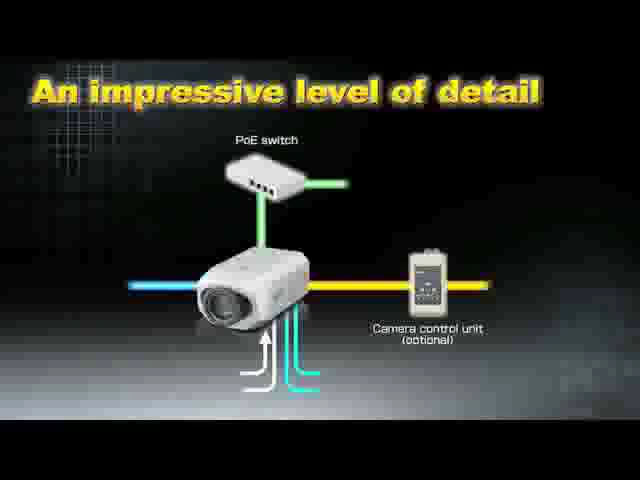 An impressive level of detail
PoE switch
Camera control unit
(optional)